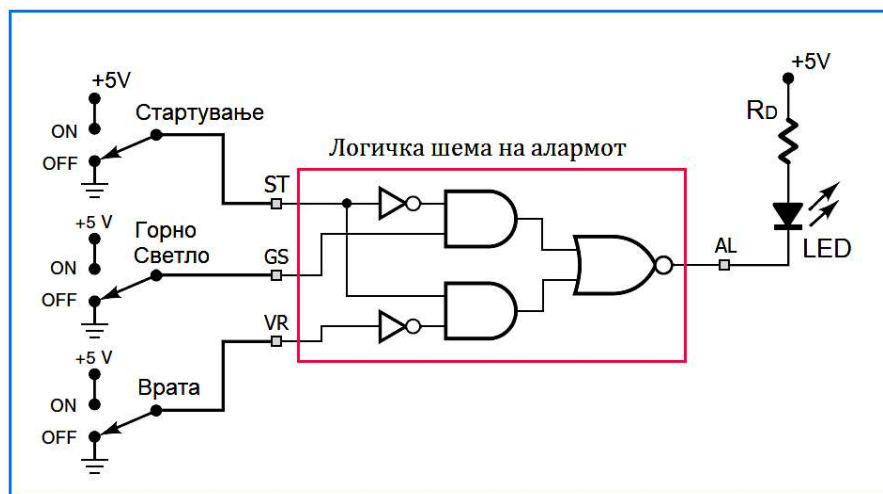 +5V
ON
OFF
Стартување
ST
+5 V
ON
OFF
Горно
Светло
GS
+5 V
ON
OFF
Врата
VR
Логичка шема на алармот
AL
+5V
RD
LED